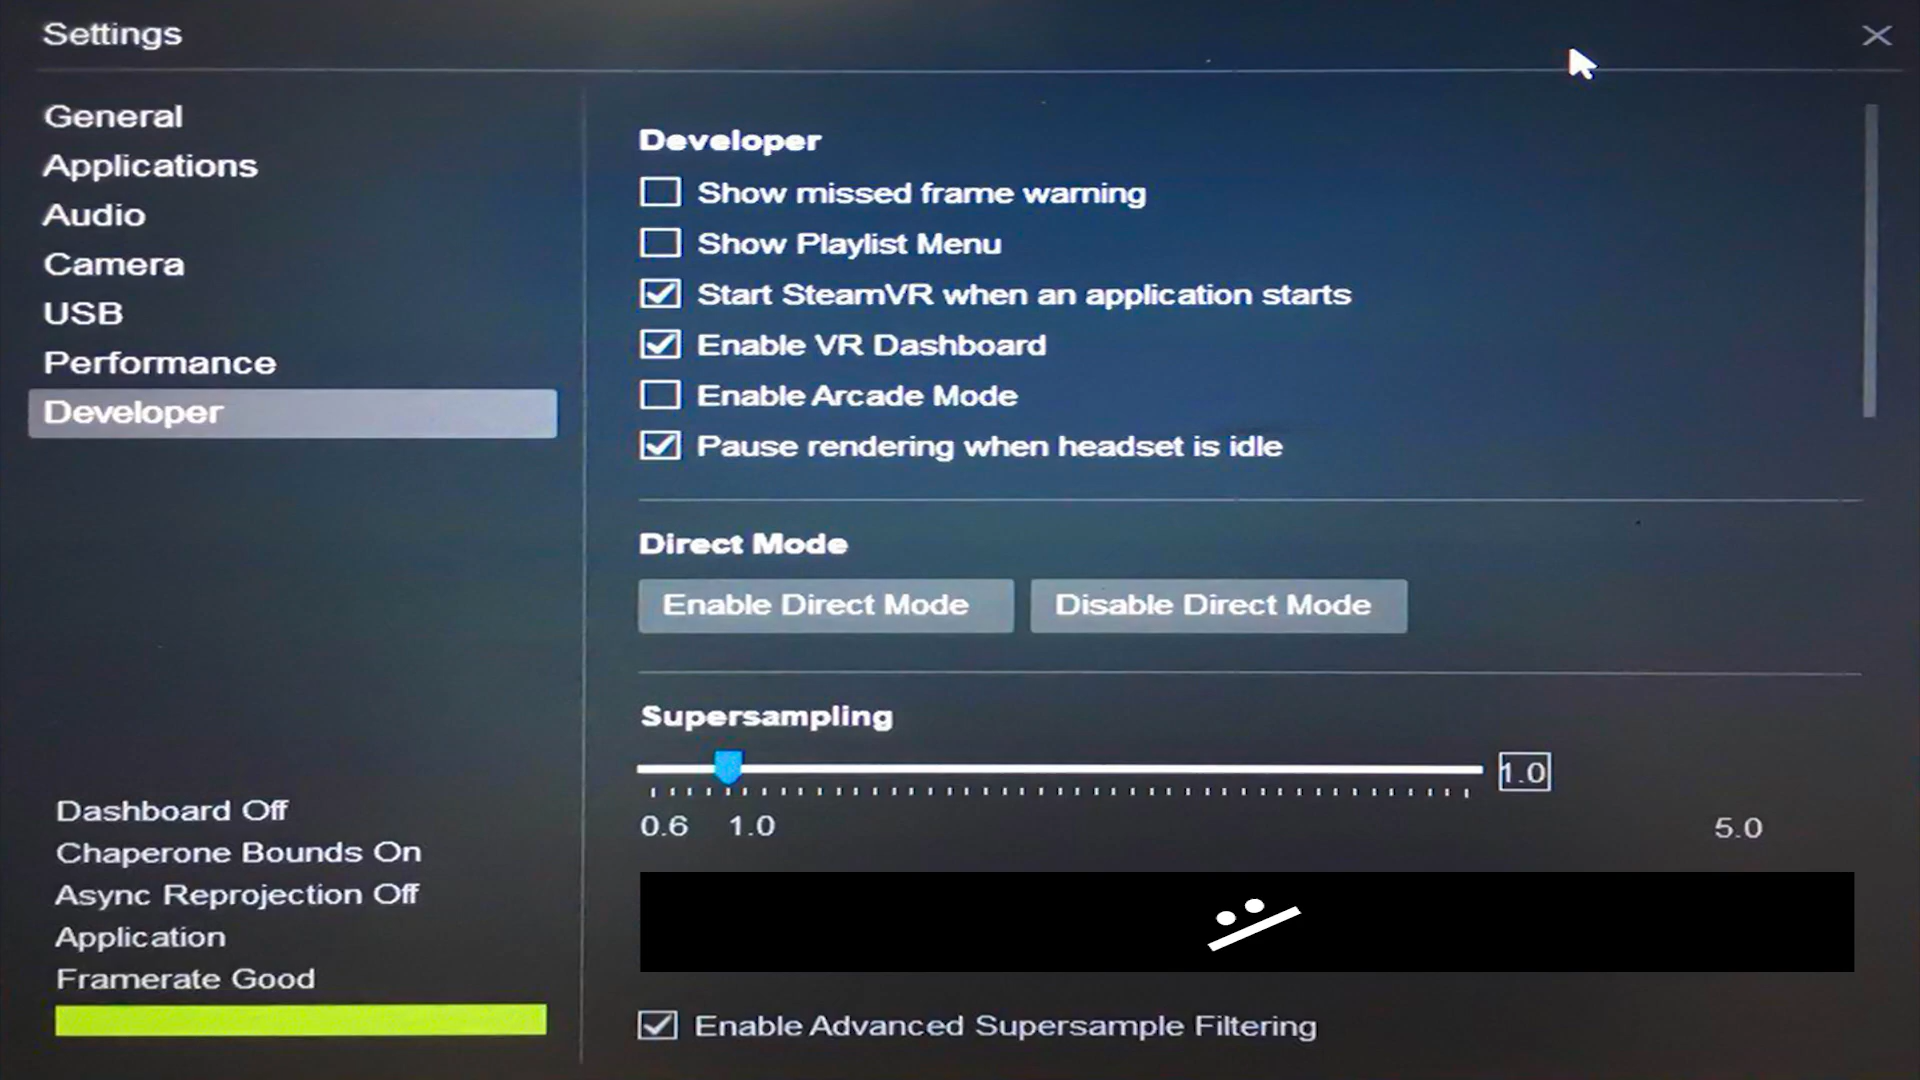 Settings
General
Applications
Audio
Camera
USB
Performance
Developer
Dashboard Off
Chaperone Bounds On
Async Reprojection Off
Application
Framerate Good
Developer
Show missed frame warning
Show Playlist Menu
Start SteamVR when an application starts
Enable VR Dashboard
Enable Arcade Mode
Pause rendering when headset is idle
Direct Mode
Enable Direct Mode Disable Direct Mode
Supersampling
1.0
0.6 1.0 5.0
Enable Advanced Supersample Filtering